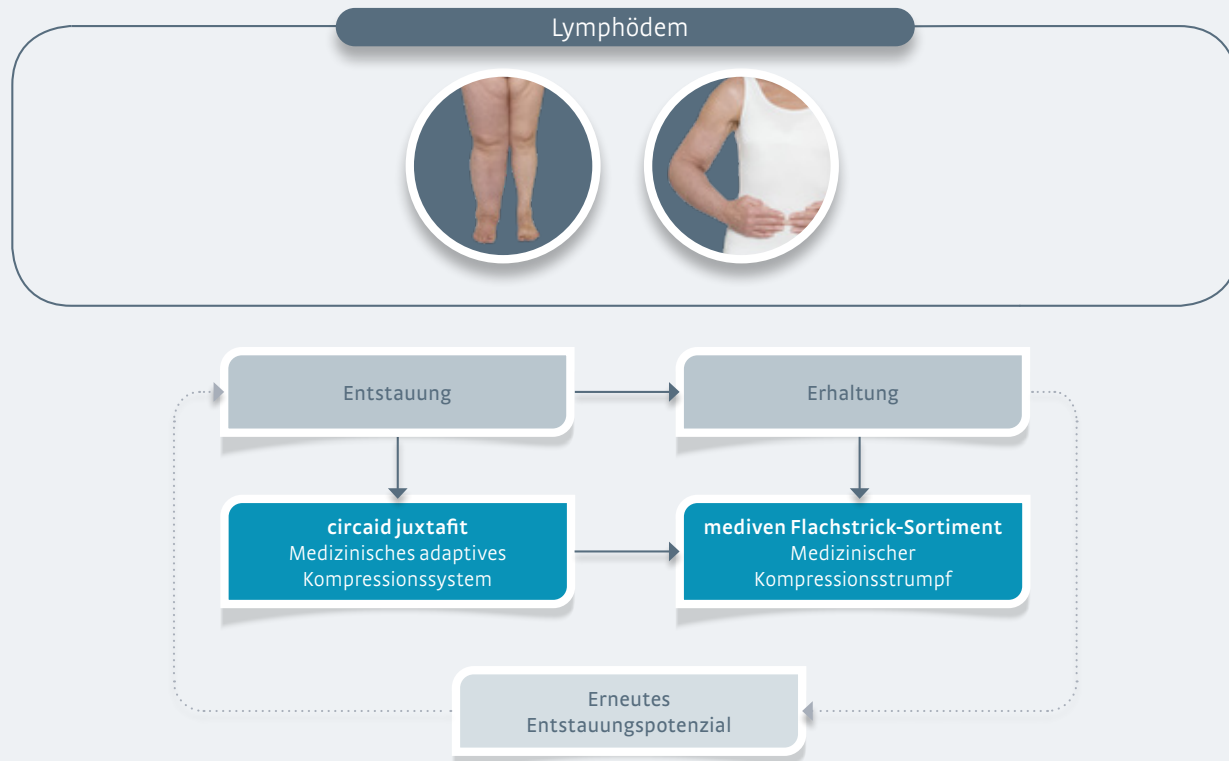 Lymphödem
Entstauung
Erhaltung
circaid juxtafit
Medizinisches adaptives
Kompressionssystem
mediven Flachstrick-Sortiment
Medizinischer
Kompressionsstrumpf
Erneutes
Entstauungspotenzial